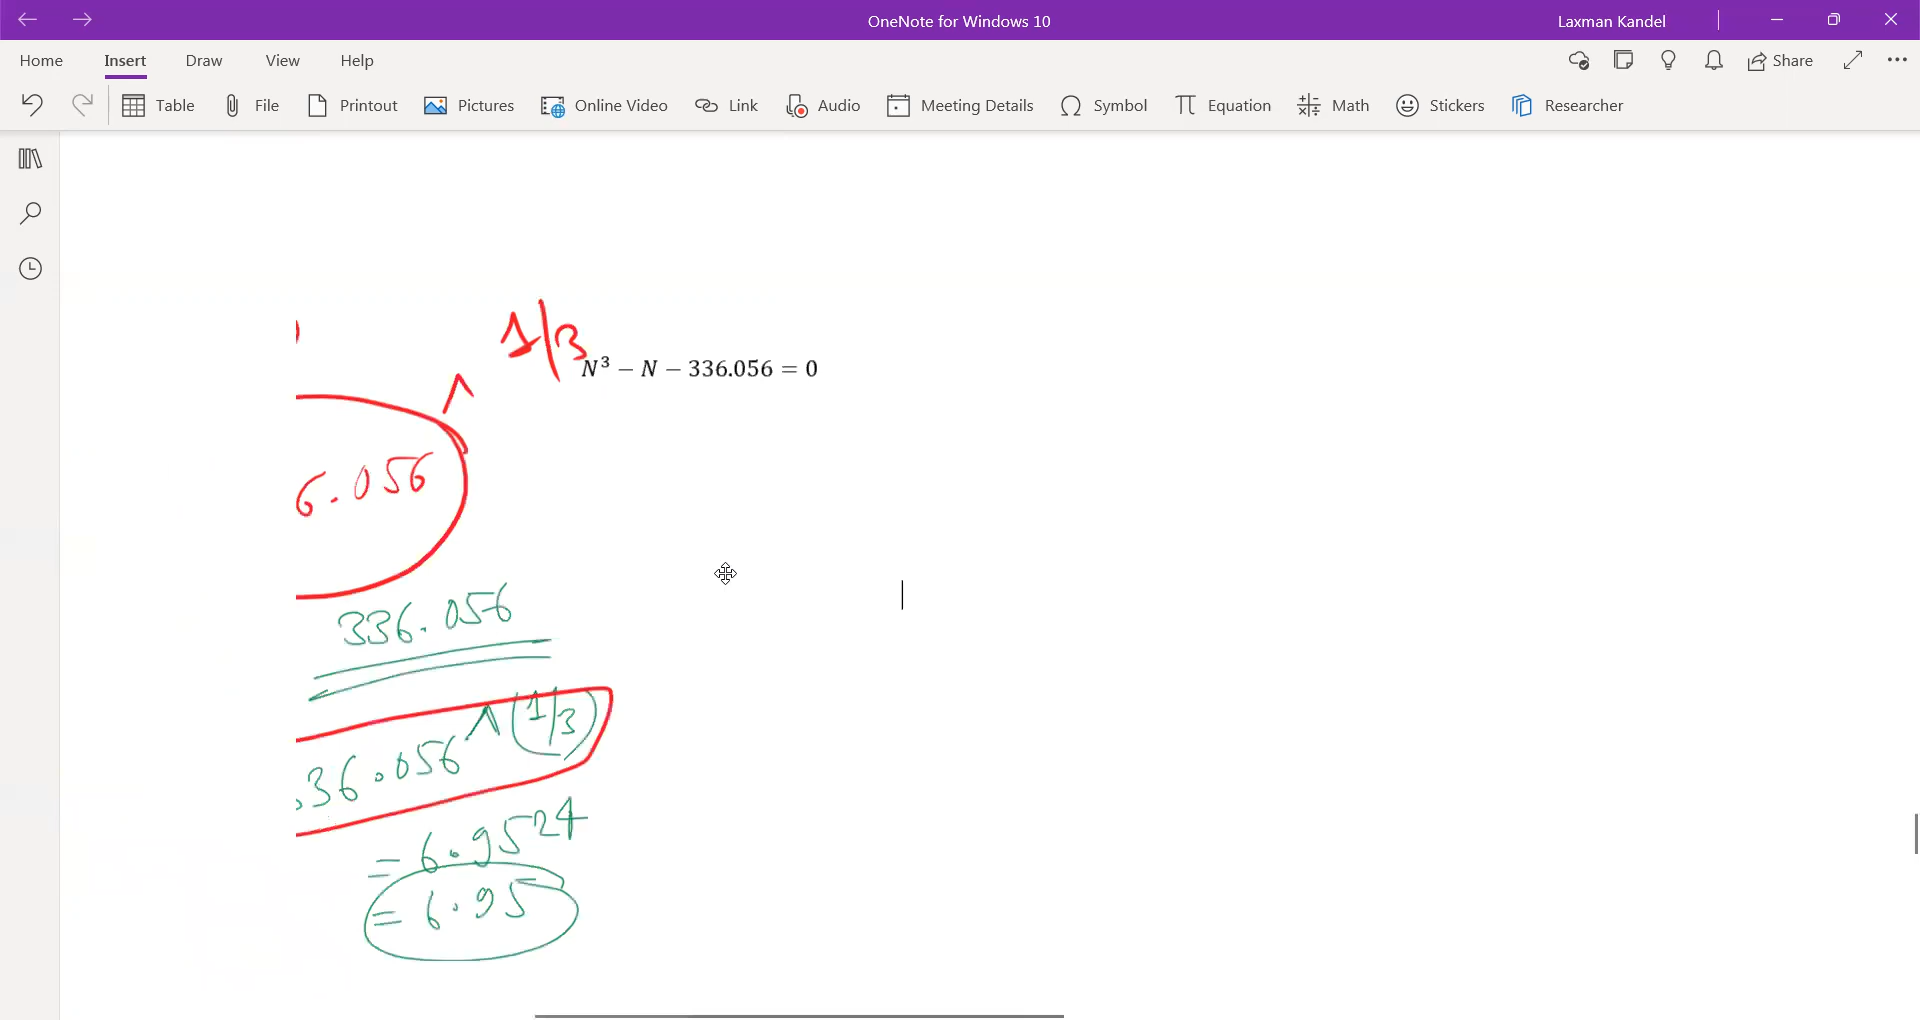 OneNote for Windows 10
Laxman Kandel
Home Insert Draw View Help
Share
Table File Printout Pictures Online Video Link Audio Meeting Details Symbol Equation Math Stickers Researcher
1/3
N³ − N − 336.056 = 0
^
6.056
336.056
36.056^(1/3)
= 6.9524
= 6.95